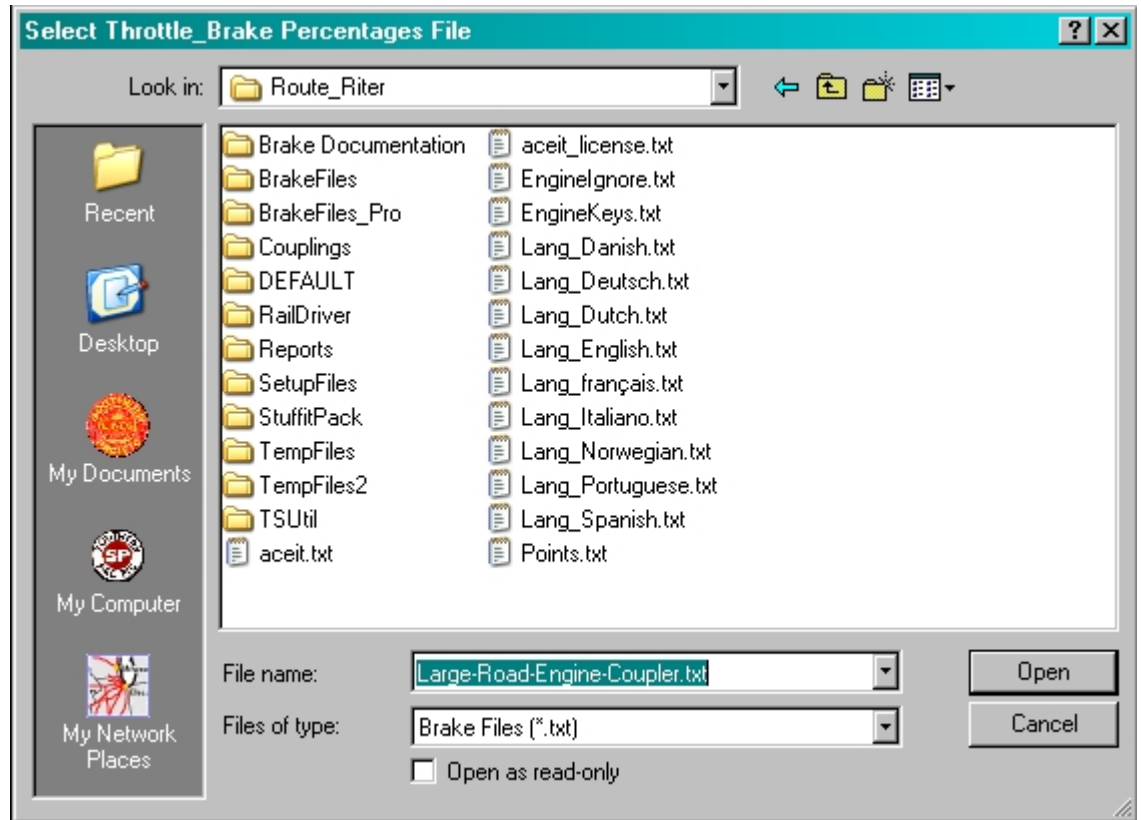 Select Throttle_Brake Percentages File
Look in:
Route_Riter
Recent
Desktop
My Documents
SP
My Computer
My Network
Places
Brake Documentation
BrakeFiles
BrakeFiles_Pro
Couplings
DEFAULT
RailDriver
Reports
SetupFiles
StuffitPack
TempFiles
TempFiles2
TSUtil
aceit.txt
aceit_license.txt
EngineIgnore.txt
EngineKeys.txt
Lang_Danish.txt
Lang_Deutsch.txt
Lang_Dutch.txt
Lang_English.txt
Lang_français.txt
Lang_Italiano.txt
Lang_Norwegian.txt
Lang_Portuguese.txt
Lang_Spanish.txt
Points.txt
File name:
Large-Road-Engine-Coupler.txt
Open
Files of type:
Brake Files (*.txt)
Cancel
Open as read-only